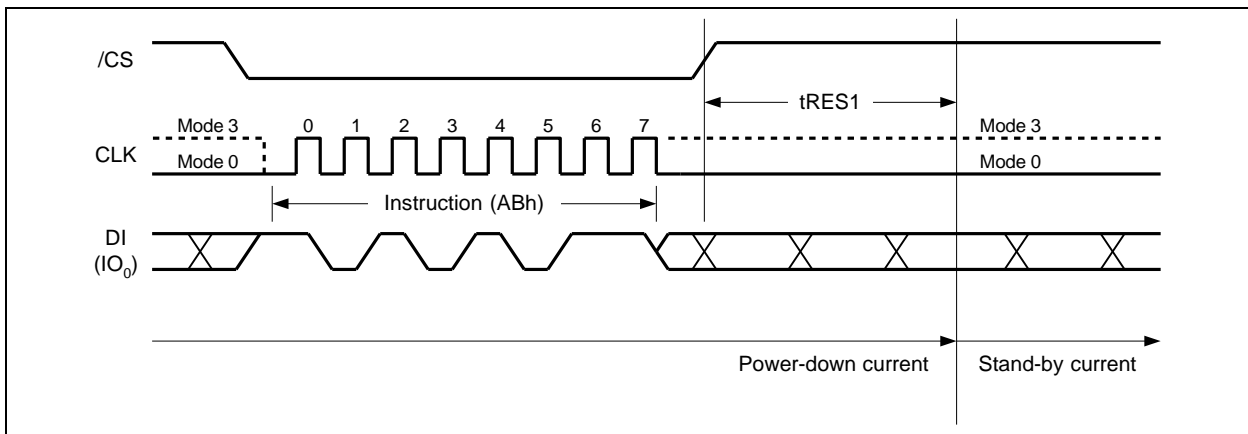 /CS
tRES1
Mode 3 0 1 2 3 4 5 6 7 Mode 3
CLK
Mode 0 Mode 0
Instruction (ABh)
DI
(IO0)
Power-down current Stand-by current